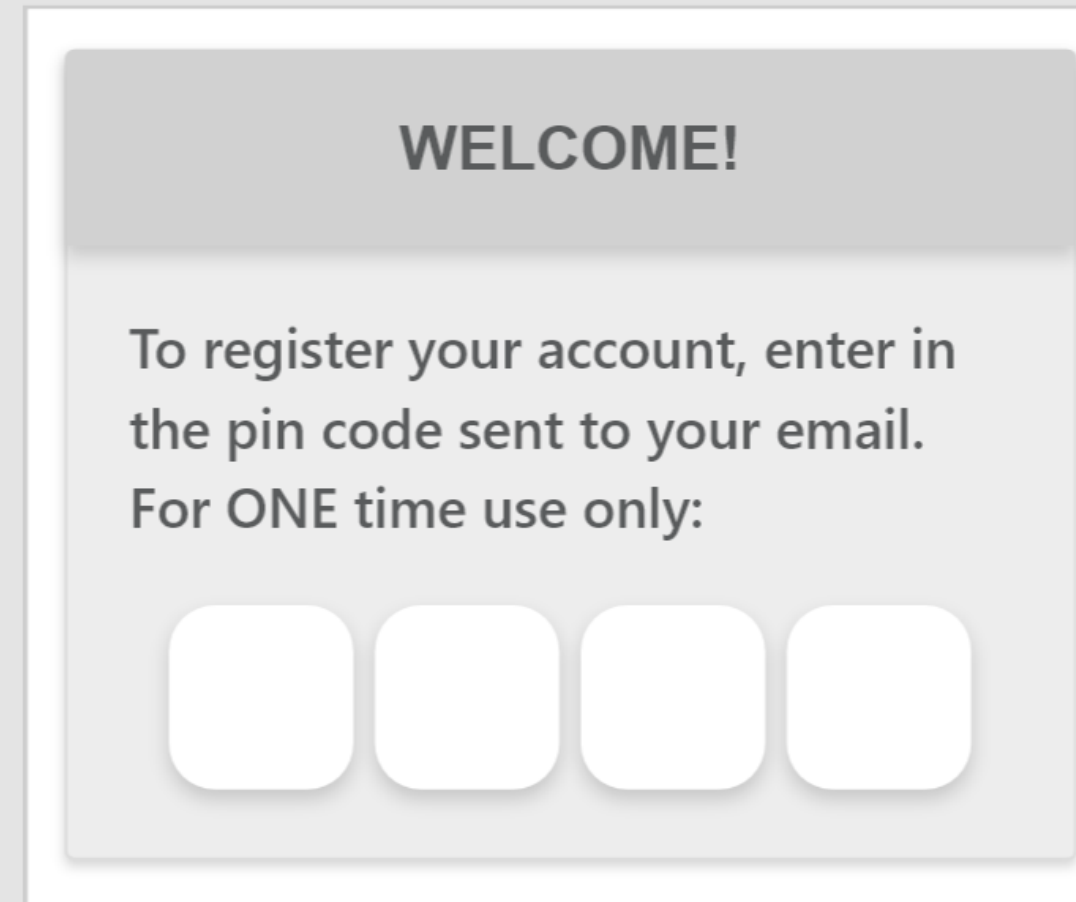 WELCOME!
To register your account, enter in
the pin code sent to your email.
For ONE time use only: